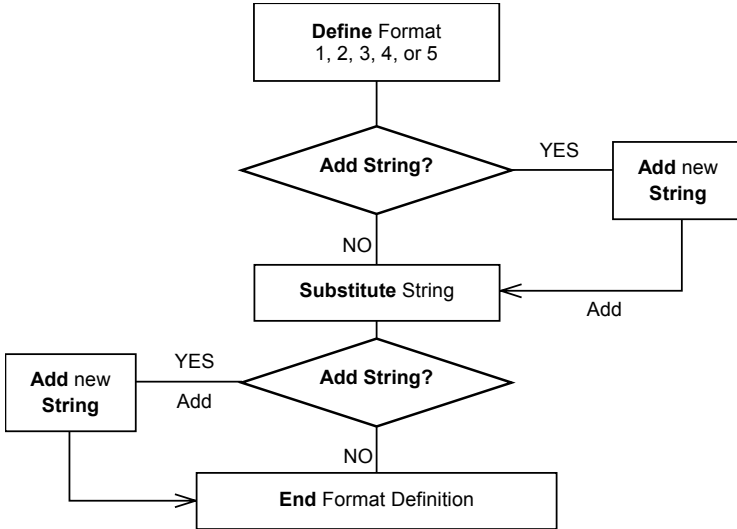 Define Format
1, 2, 3, 4, or 5
Add String?
YES
Add new
String
NO
Substitute String
Add
YES
Add String?
Add new
String
Add
NO
End Format Definition